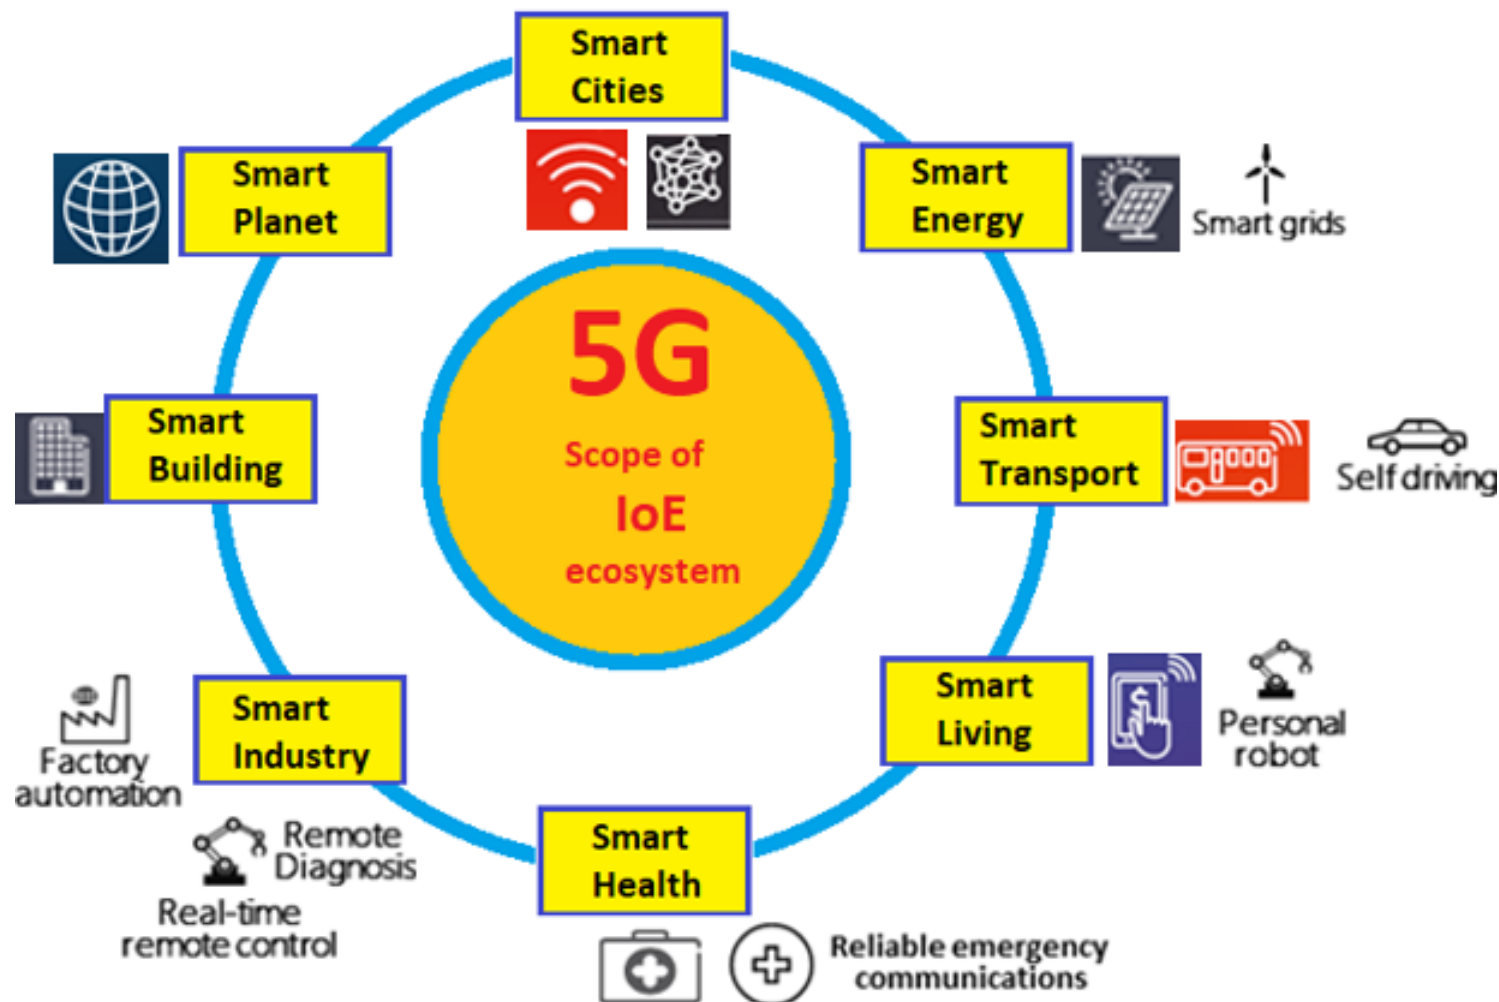 Smart
Cities
Smart
Planet
Smart
Energy
Smart grids
5G
Scope of
IoE
ecosystem
Smart
Building
Smart
Transport
Self driving
Smart
Industry
Factory
automation
Remote
Diagnosis
Real-time
remote control
Smart
Living
$
Personal
robot
Smart
Health
Reliable emergency
communications